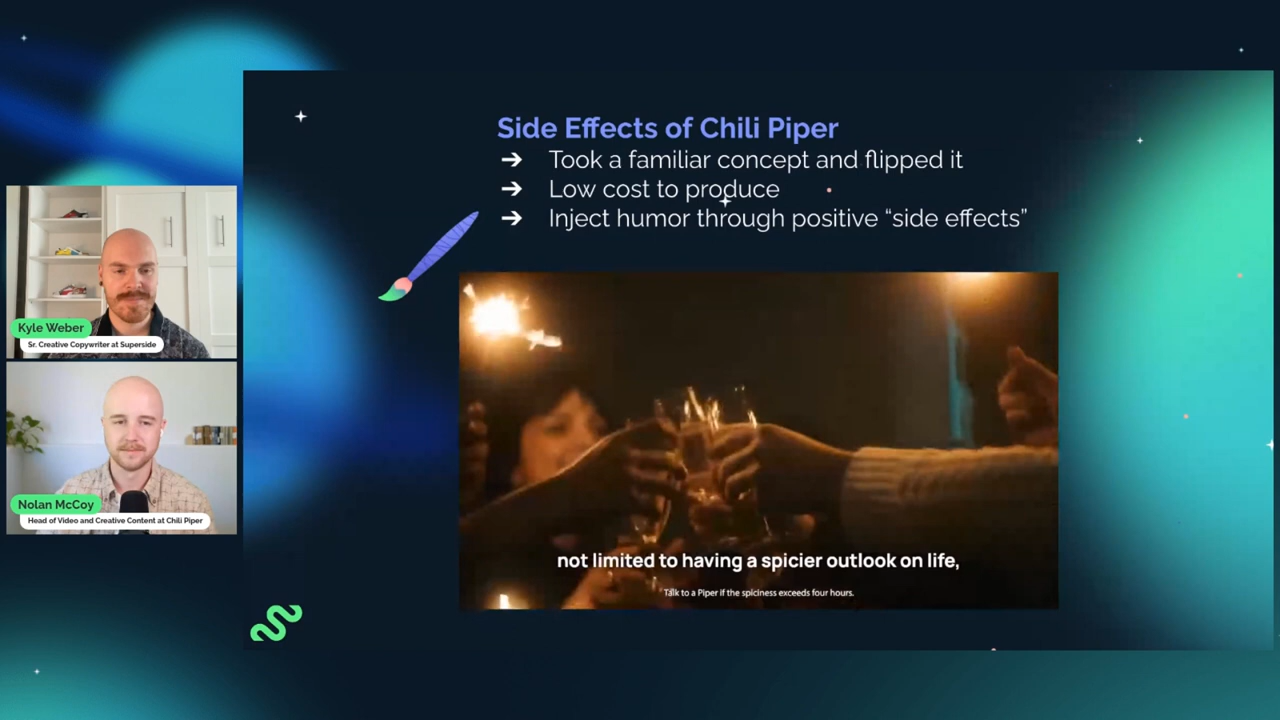 Side Effects of Chili Piper
➔ Took a familiar concept and flipped it
➔ Low cost to produce
➔ Inject humor through positive “side effects”
Kyle Weber
Sr. Creative Copywriter at Superside
Nolan McCoy
Head of Video and Creative Content at Chili Piper
not limited to having a spicier outlook on life,
Talk to a Piper if the spiciness exceeds four hours.